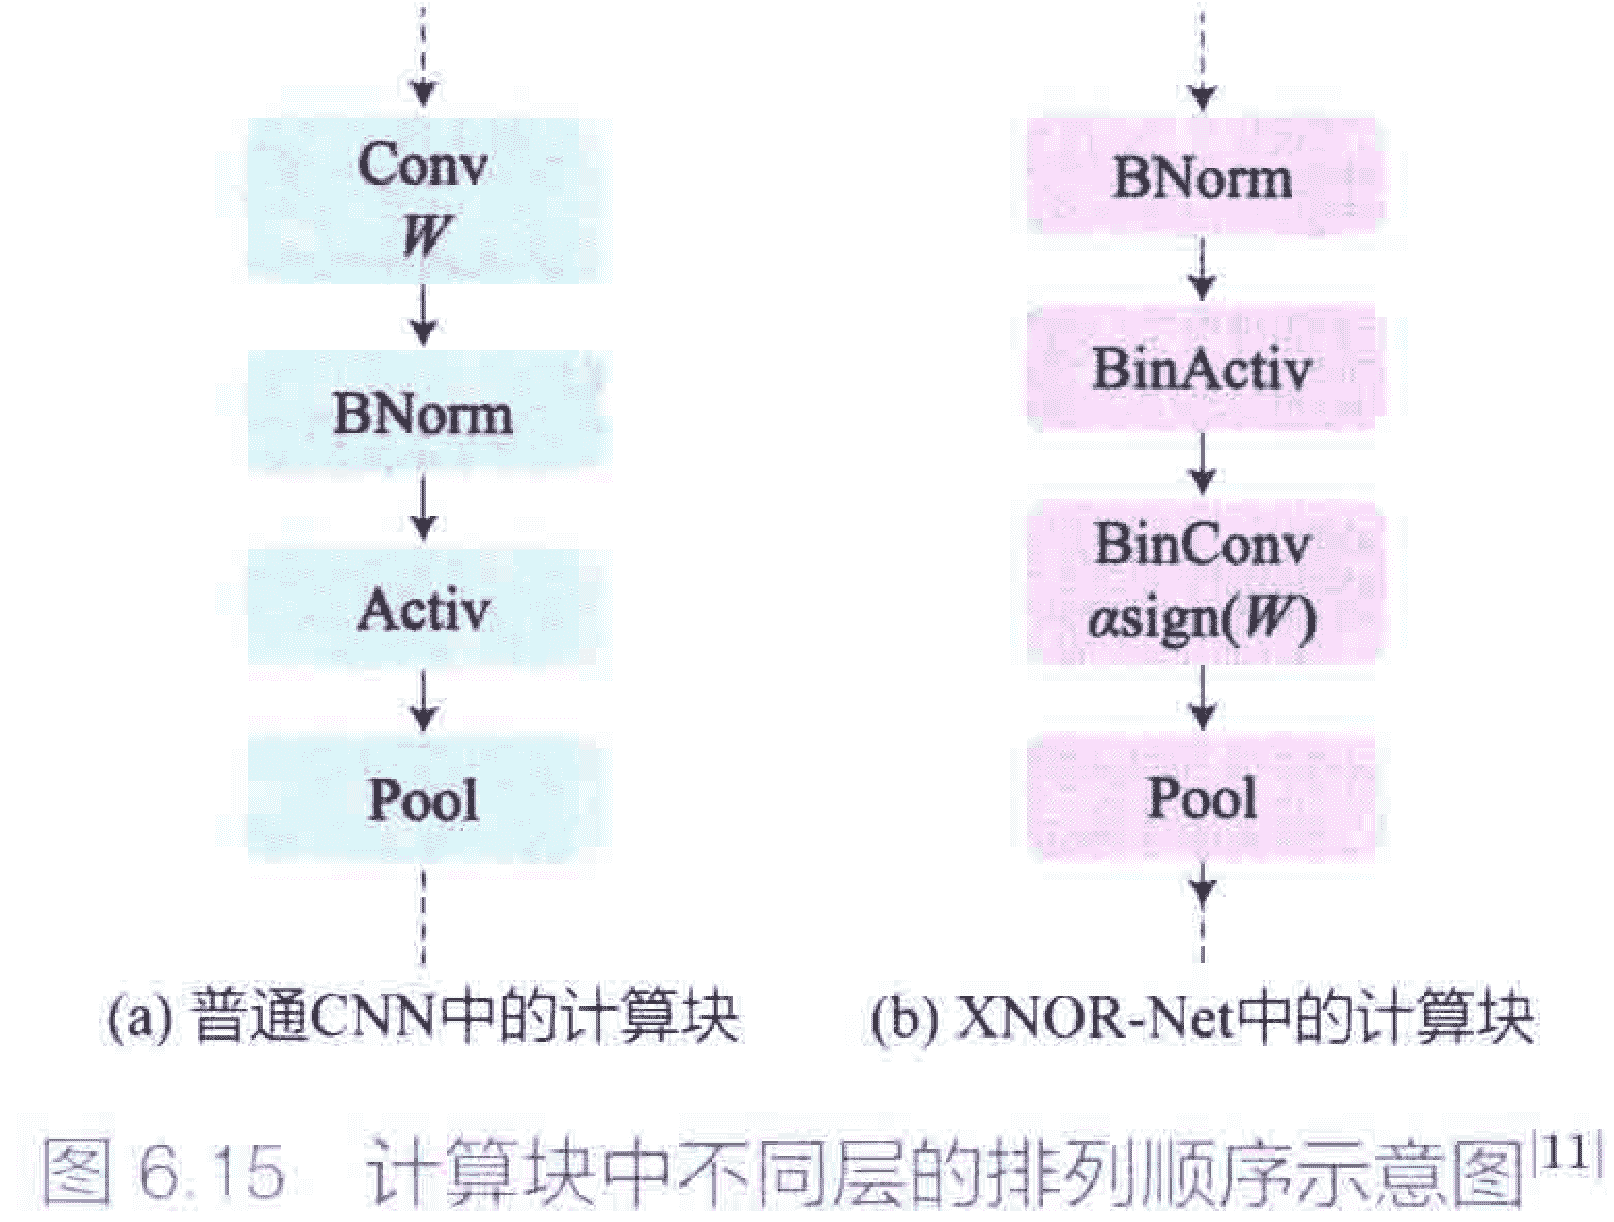 Conv
W
BNorm
Activ
Pool
(a) 普通CNN中的计算块
BNorm
BinActiv
BinConv
αsign(W)
Pool
(b) XNOR-Net中的计算块
图 6.15 计算块中不同层的排列顺序示意图[11]